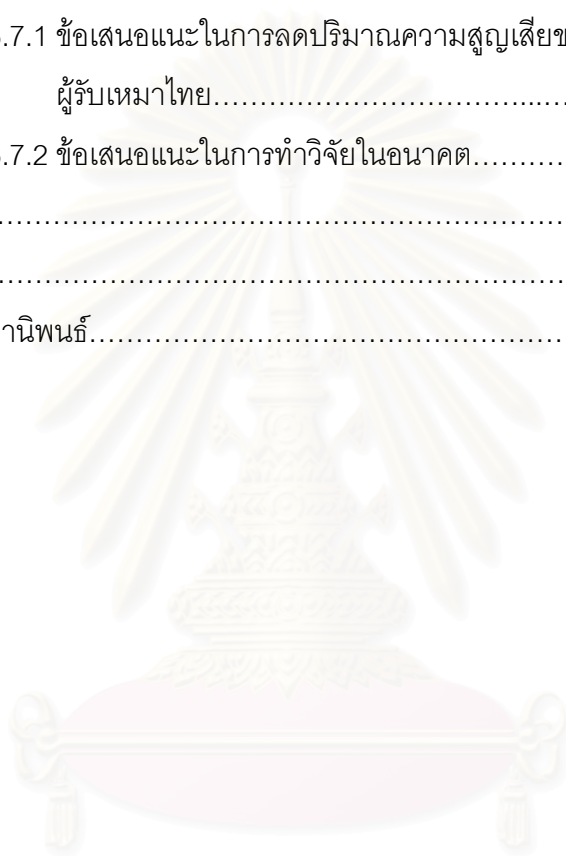 .7.1 ข้อเสนอแนะในการลดปริมาณความสูญเสียข
ผู้รับเหมาไทย……………………………...….
.7.2 ข้อเสนอแนะในการทำวิจัยในอนาคต………..
………………………………………………………………
………………………………………………………………
านิพนธ์……………………………………………….